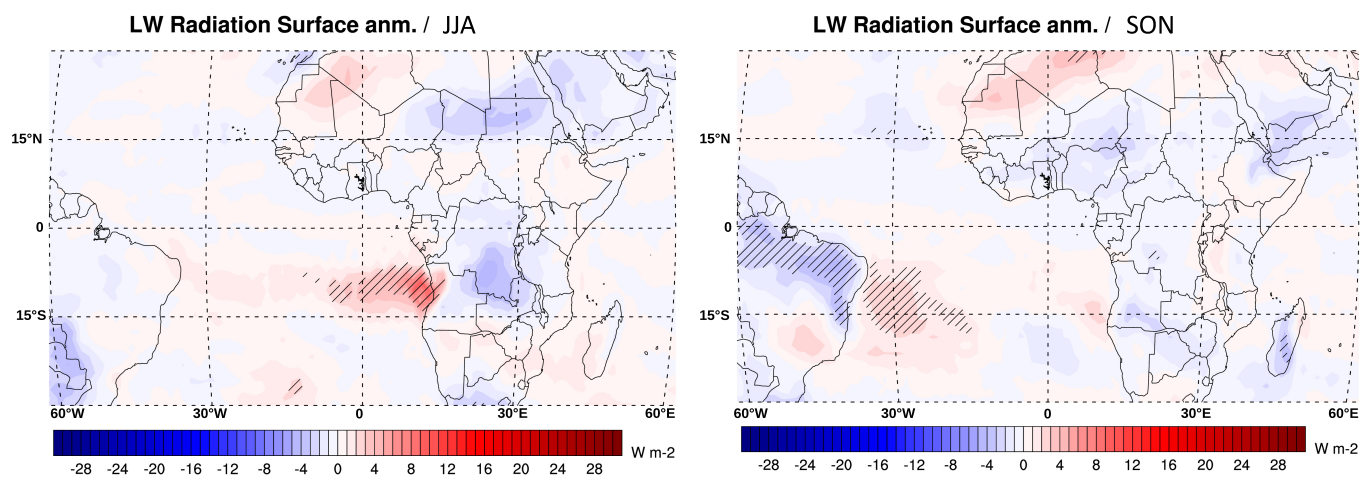 LW Radiation Surface anm. / JJA
15°N
0
15°S
60°W 30°W 0 30°E 60°E
-28 -24 -20 -16 -12 -8 -4 0 4 8 12 16 20 24 28 W m-2
LW Radiation Surface anm. / SON
15°N
0
15°S
60°W 30°W 0 30°E 60°E
-28 -24 -20 -16 -12 -8 -4 0 4 8 12 16 20 24 28 W m-2